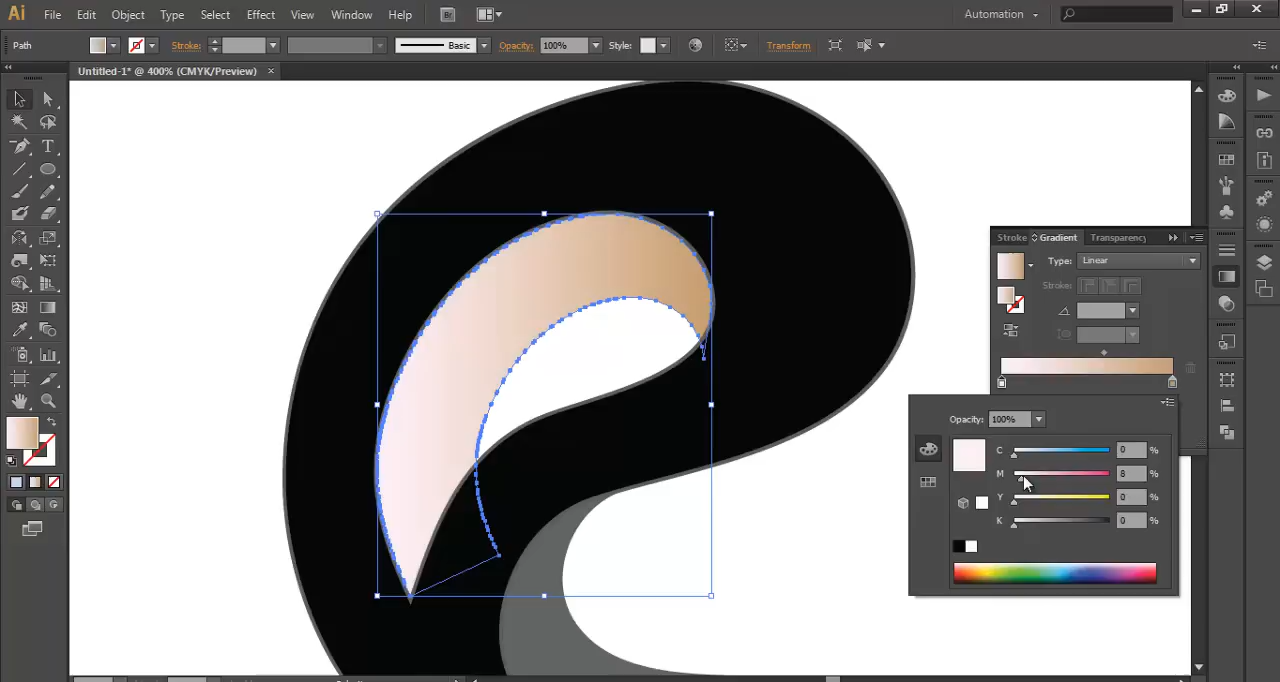 Ai File Edit Object Type Select Effect View Window Help Br Automation
Path Stroke: Basic Opacity: 100% Style: Transform
Untitled-1* @ 400% (CMYK/Preview) ×
Stroke Gradient Transparency
Type: Linear
Stroke:
Opacity: 100%
C 0 %
M 8 %
Y 0 %
K 0 %